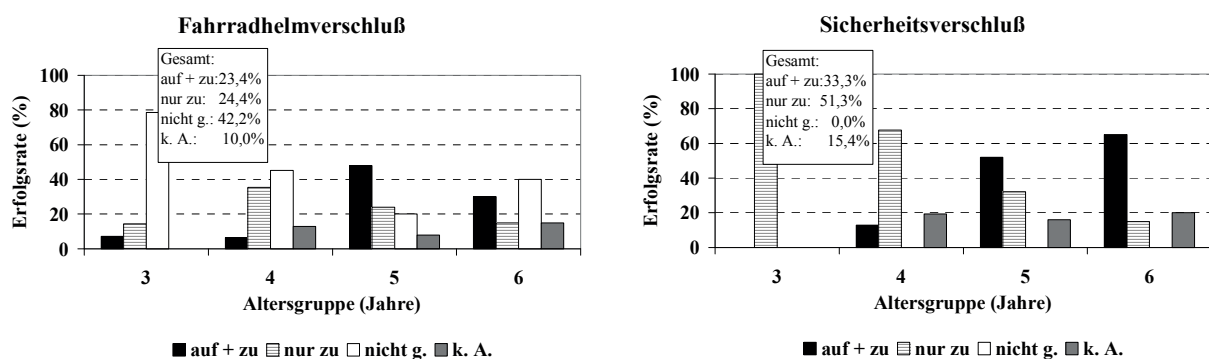 Fahrradhelmverschluß
Gesamt:
auf + zu:23,4%
nur zu: 24,4%
nicht g.: 42,2%
k. A.: 10,0%
Erfolgsrate (%)
100
80
60
40
20
0
3 4 5 6
Altersgruppe (Jahre)
auf + zu nur zu nicht g. k. A.
Sicherheitsverschluß
Gesamt:
auf + zu:33,3%
nur zu: 51,3%
nicht g.: 0,0%
k. A.: 15,4%
Erfolgsrate (%)
100
80
60
40
20
0
3 4 5 6
Altersgruppe (Jahre)
auf + zu nur zu nicht g. k. A.